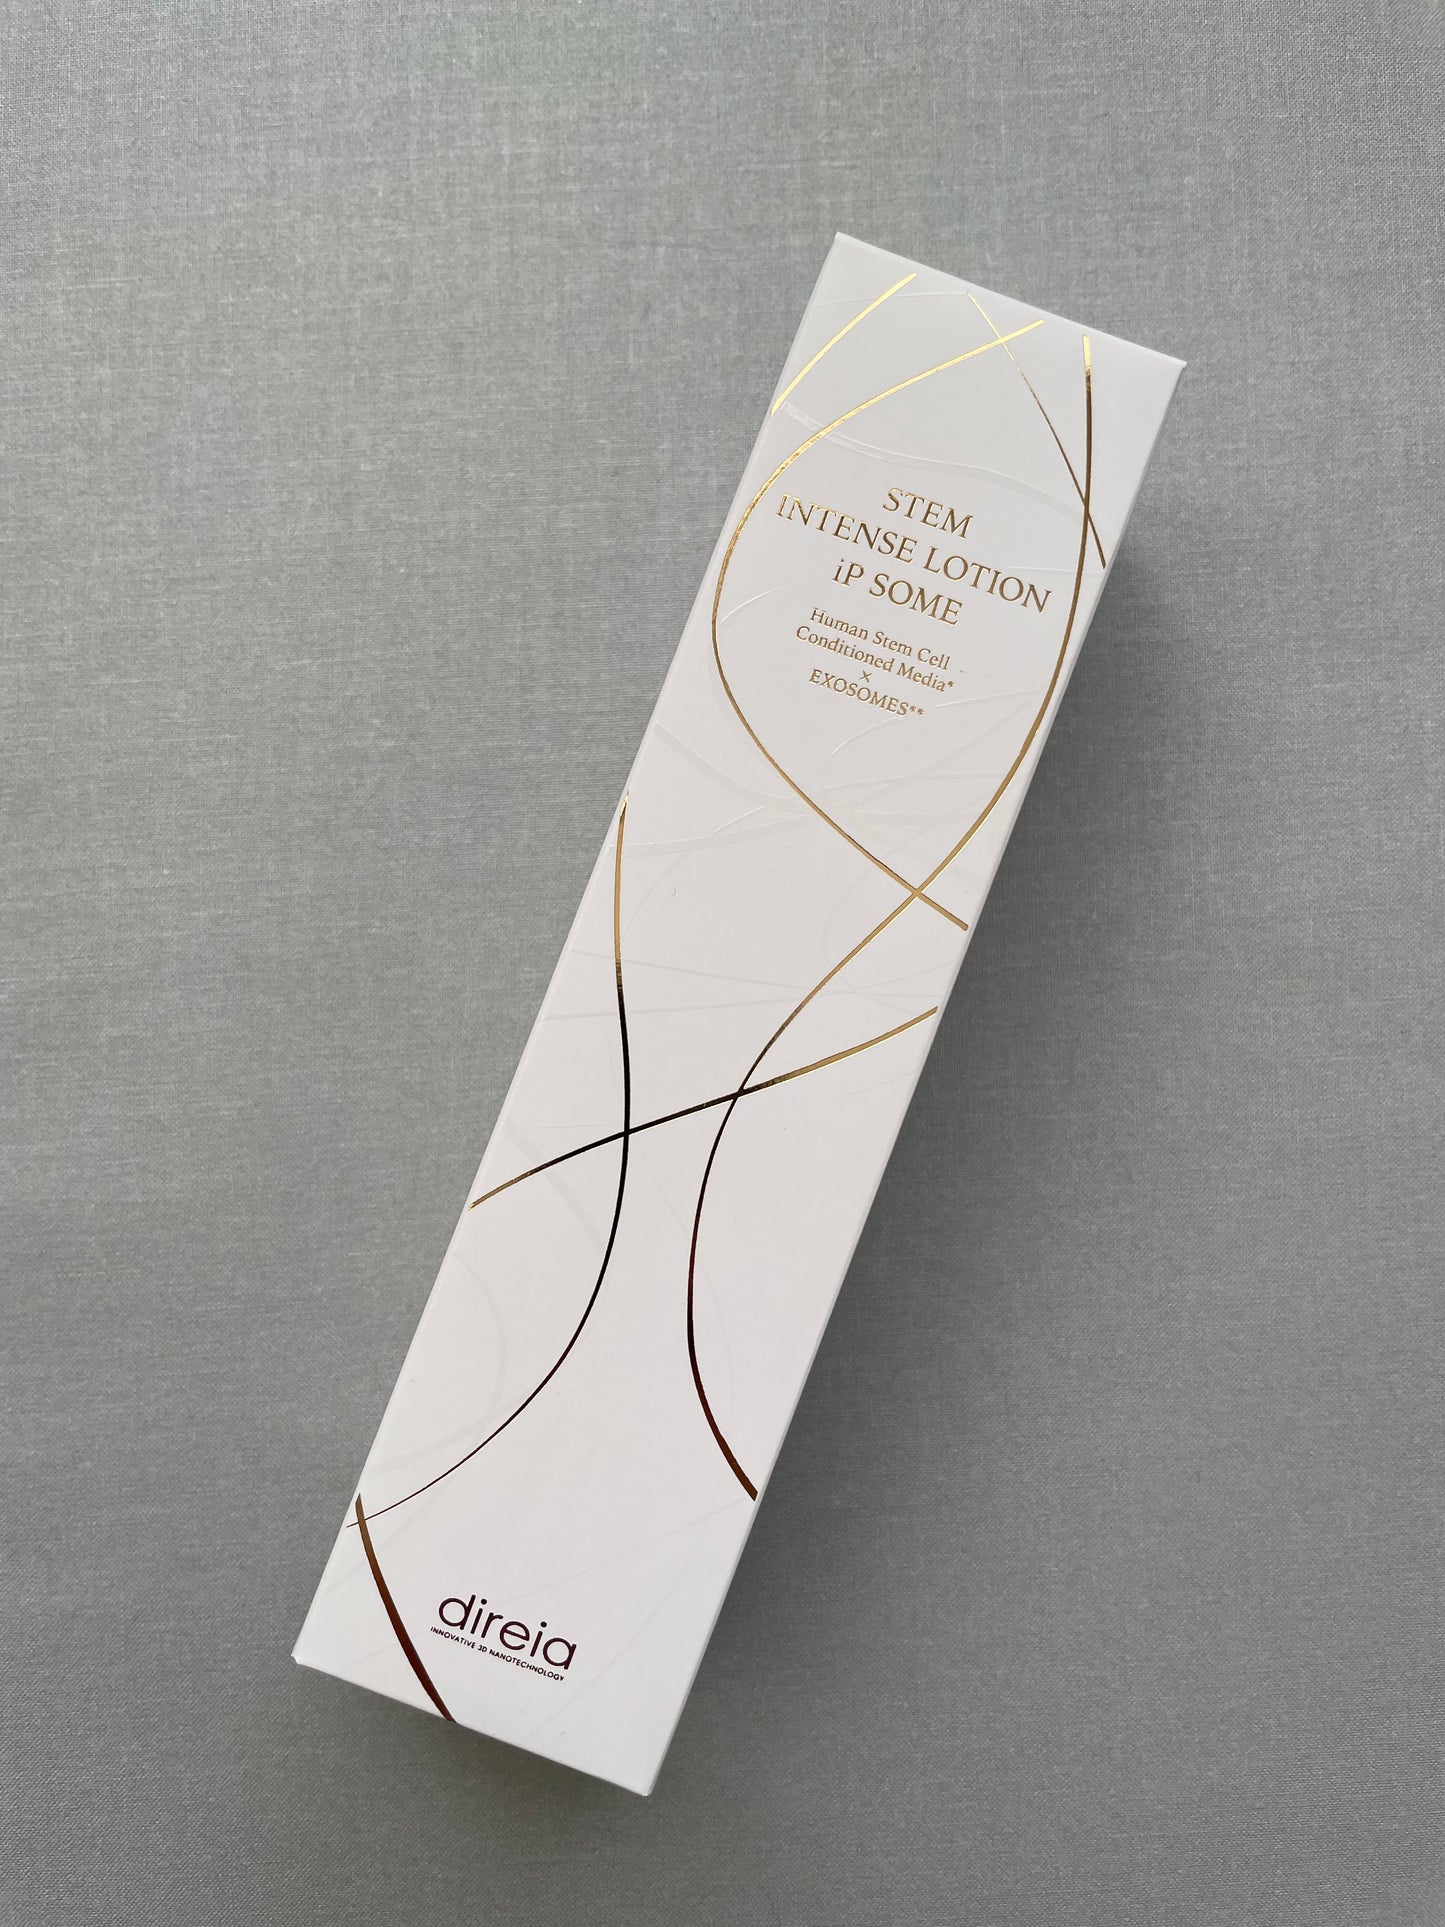 STEM
INTENSE LOTION
iP SOME
Human Stem Cell
Conditioned Media*
×
EXOSOMES**
direia
INNOVATIVE 3D NANOTECHNOLOGY